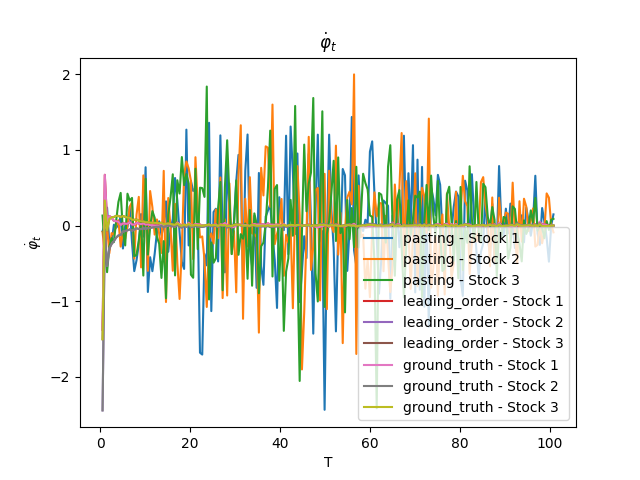 φ̇ₜ
2
1
0
−1
−2
φ̇ₜ
0
20
40
60
80
100
T
pasting - Stock 1
pasting - Stock 2
pasting - Stock 3
leading_order - Stock 1
leading_order - Stock 2
leading_order - Stock 3
ground_truth - Stock 1
ground_truth - Stock 2
ground_truth - Stock 3